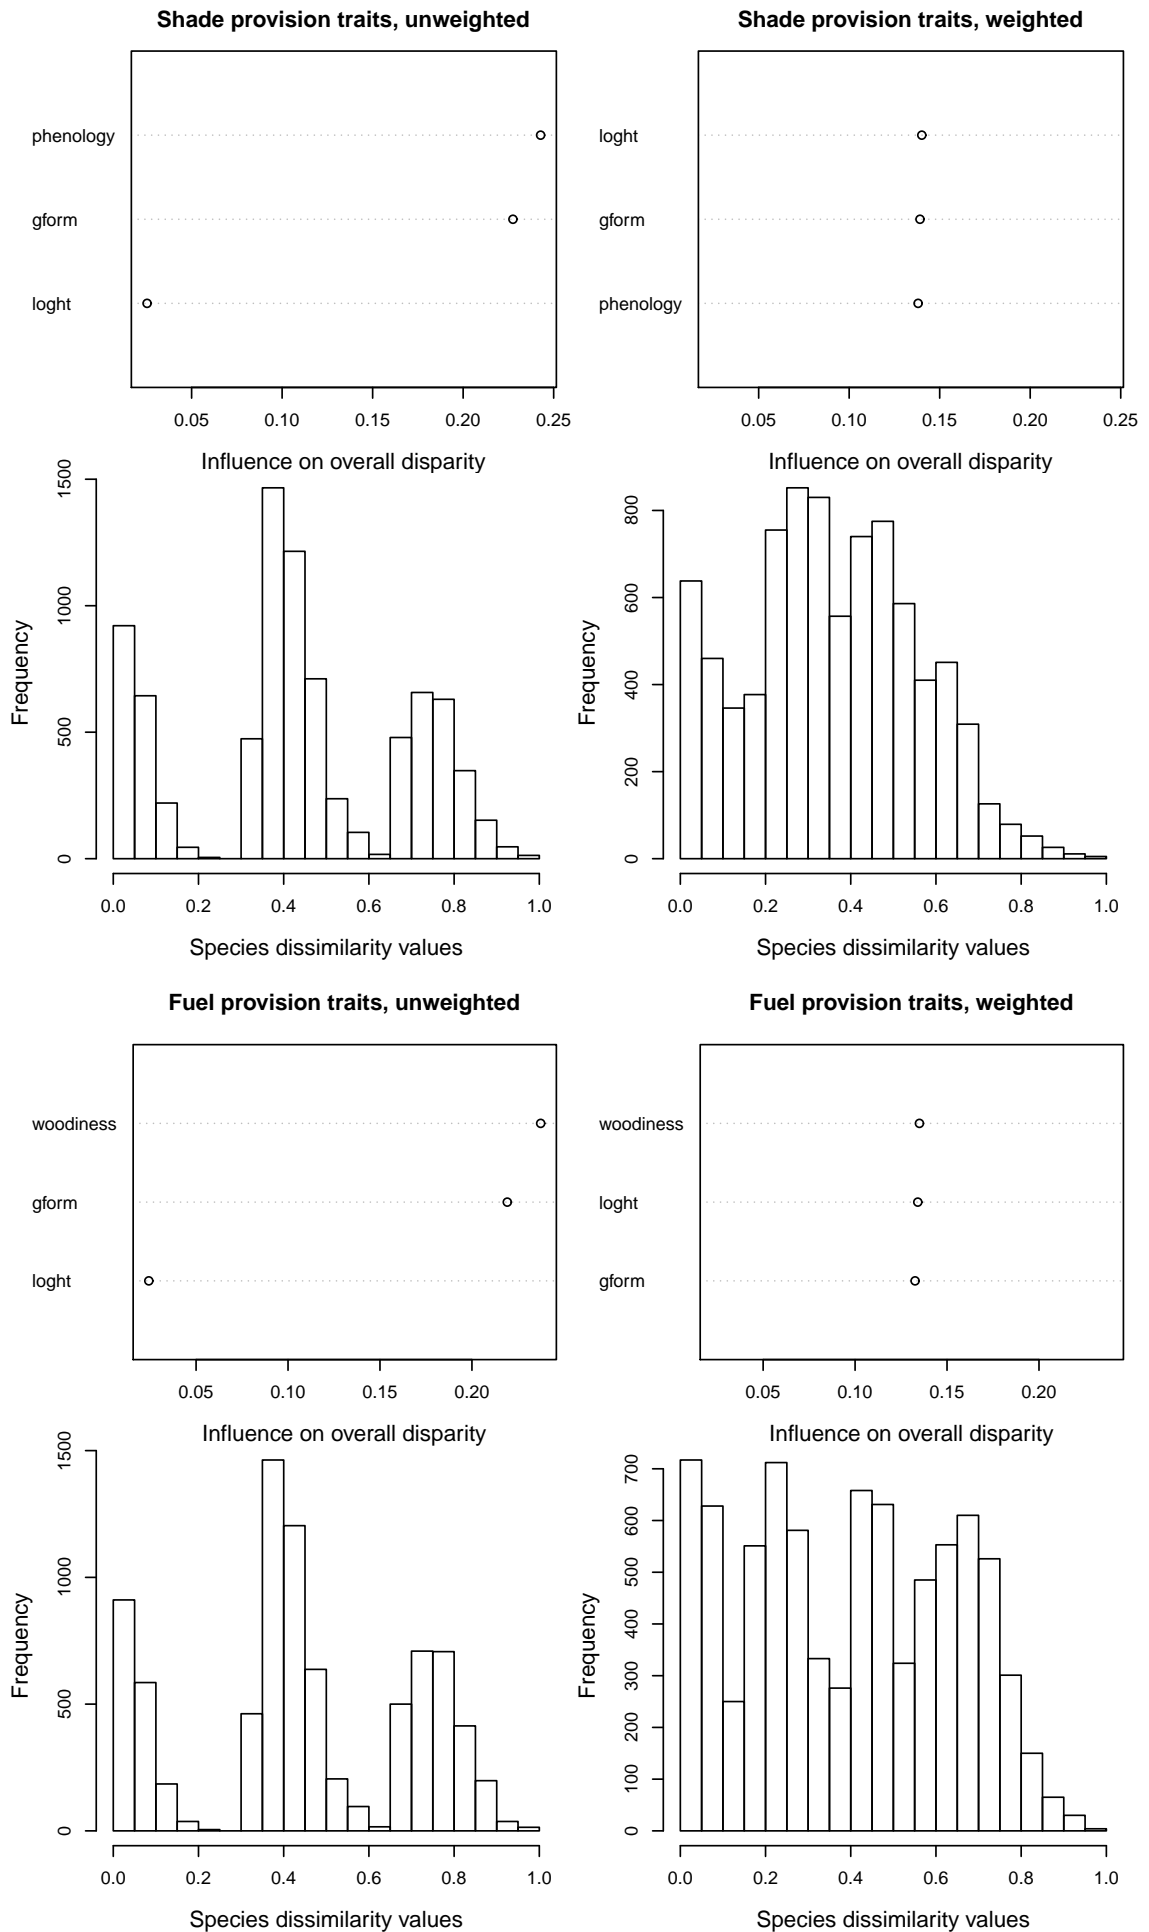 Shade provision traits, unweighted
phenology
gform
loght
0.05 0.10 0.15 0.20 0.25
Influence on overall disparity
Shade provision traits, weighted
loght
gform
phenology
0.05 0.10 0.15 0.20 0.25
Influence on overall disparity
Frequency
1500
1000
500
0
0.0 0.2 0.4 0.6 0.8 1.0
Species dissimilarity values
Frequency
800
600
400
200
0
0.0 0.2 0.4 0.6 0.8 1.0
Species dissimilarity values
Fuel provision traits, unweighted
woodiness
gform
loght
0.05 0.10 0.15 0.20
Influence on overall disparity
Fuel provision traits, weighted
woodiness
loght
gform
0.05 0.10 0.15 0.20
Influence on overall disparity
Frequency
1500
1000
500
0
0.0 0.2 0.4 0.6 0.8 1.0
Species dissimilarity values
Frequency
700
600
500
400
300
200
100
0
0.0 0.2 0.4 0.6 0.8 1.0
Species dissimilarity values